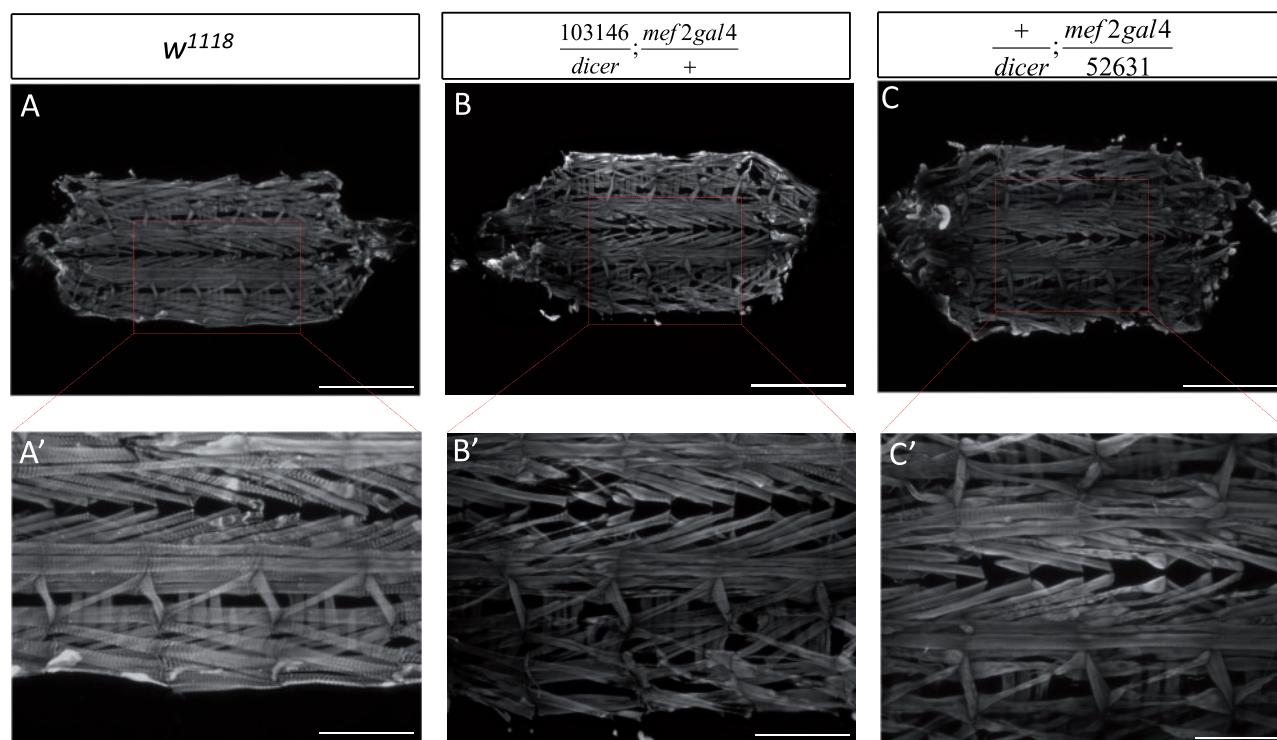 w1118
103146/dicer ; mef2gal4/+
+/dicer ; mef2gal4/52631
A
B
C
A’
B’
C’